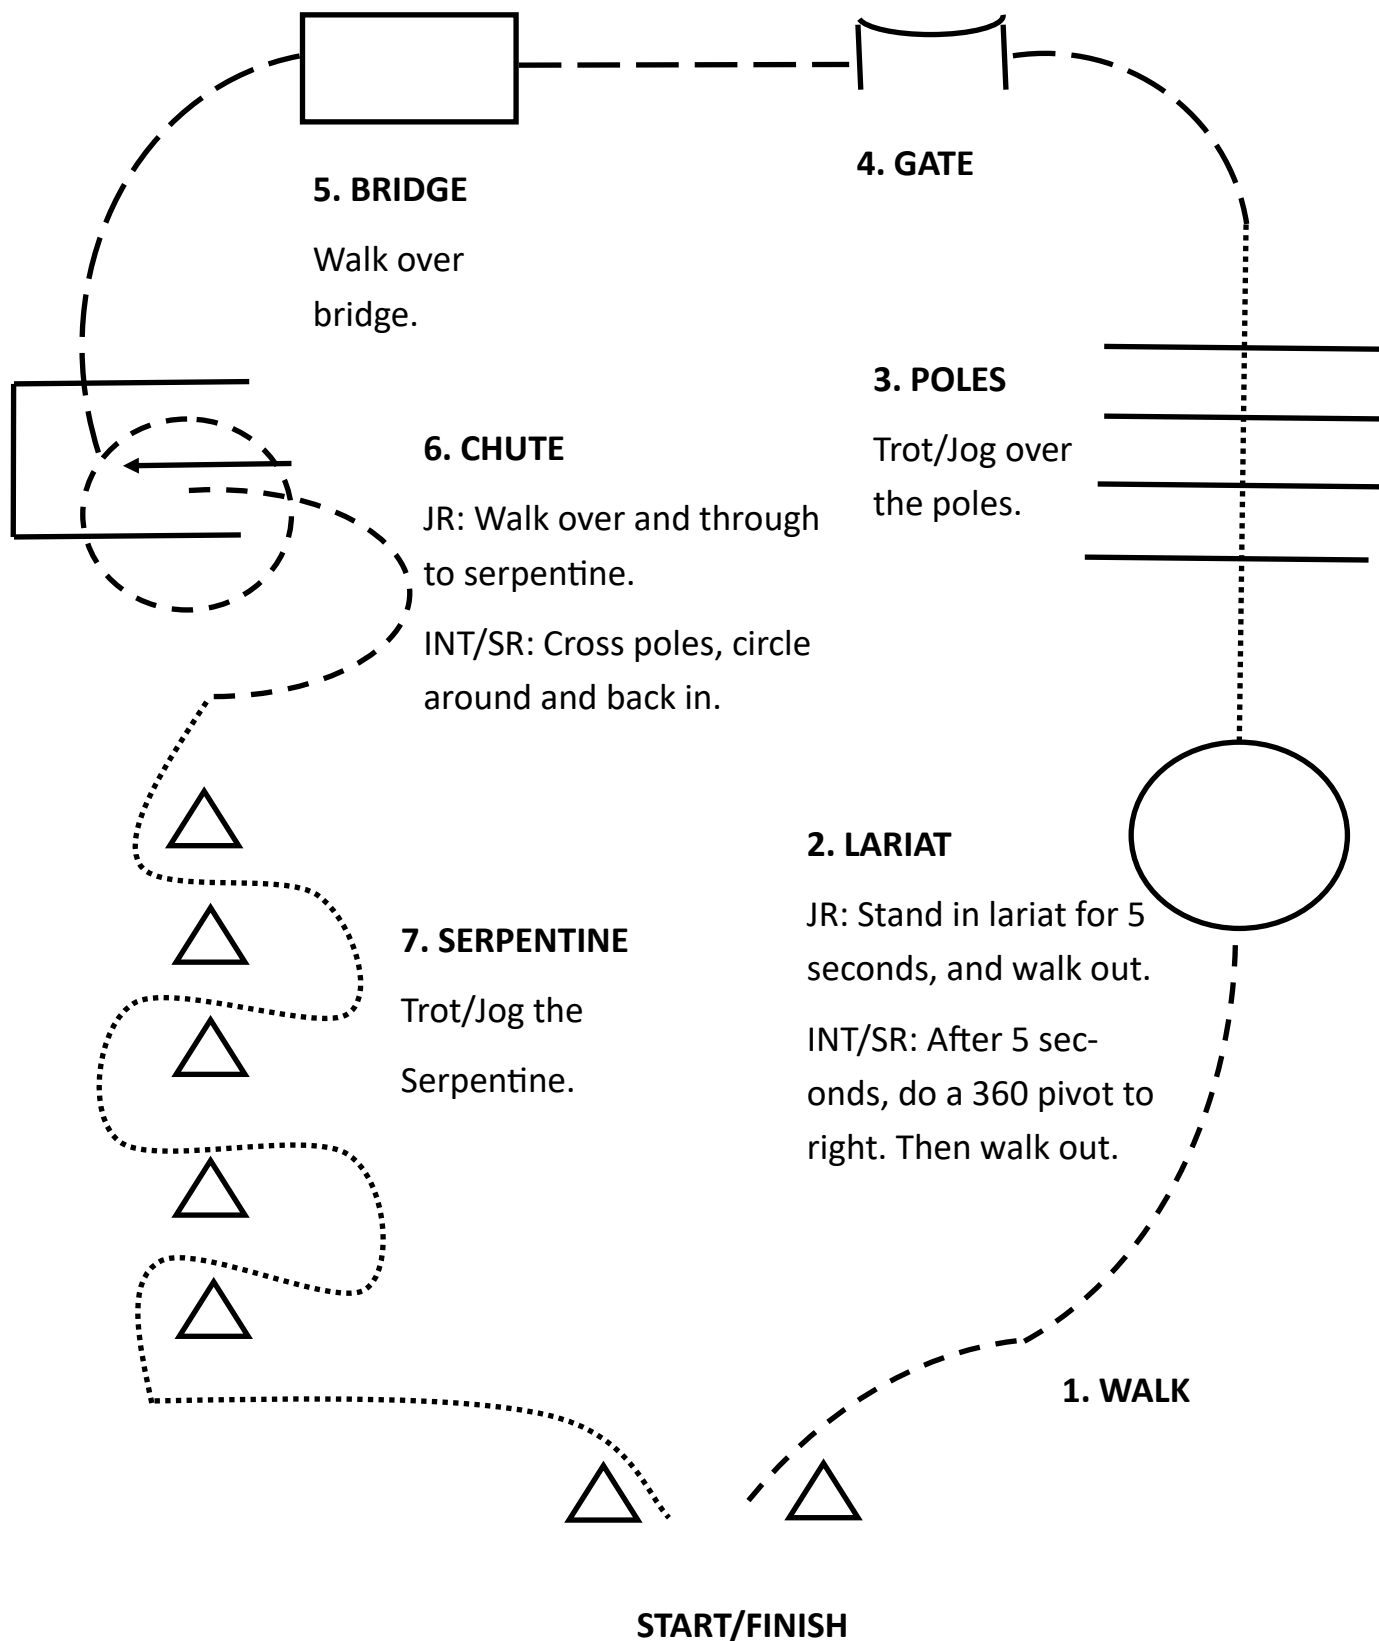 5. BRIDGE
Walk over
bridge.
4. GATE
3. POLES
Trot/Jog over
the poles.
6. CHUTE
JR: Walk over and through
to serpentine.
INT/SR: Cross poles, circle
around and back in.
2. LARIAT
JR: Stand in lariat for 5
seconds, and walk out.
INT/SR: After 5 sec-
onds, do a 360 pivot to
right. Then walk out.
7. SERPENTINE
Trot/Jog the
Serpentine.
1. WALK
START/FINISH